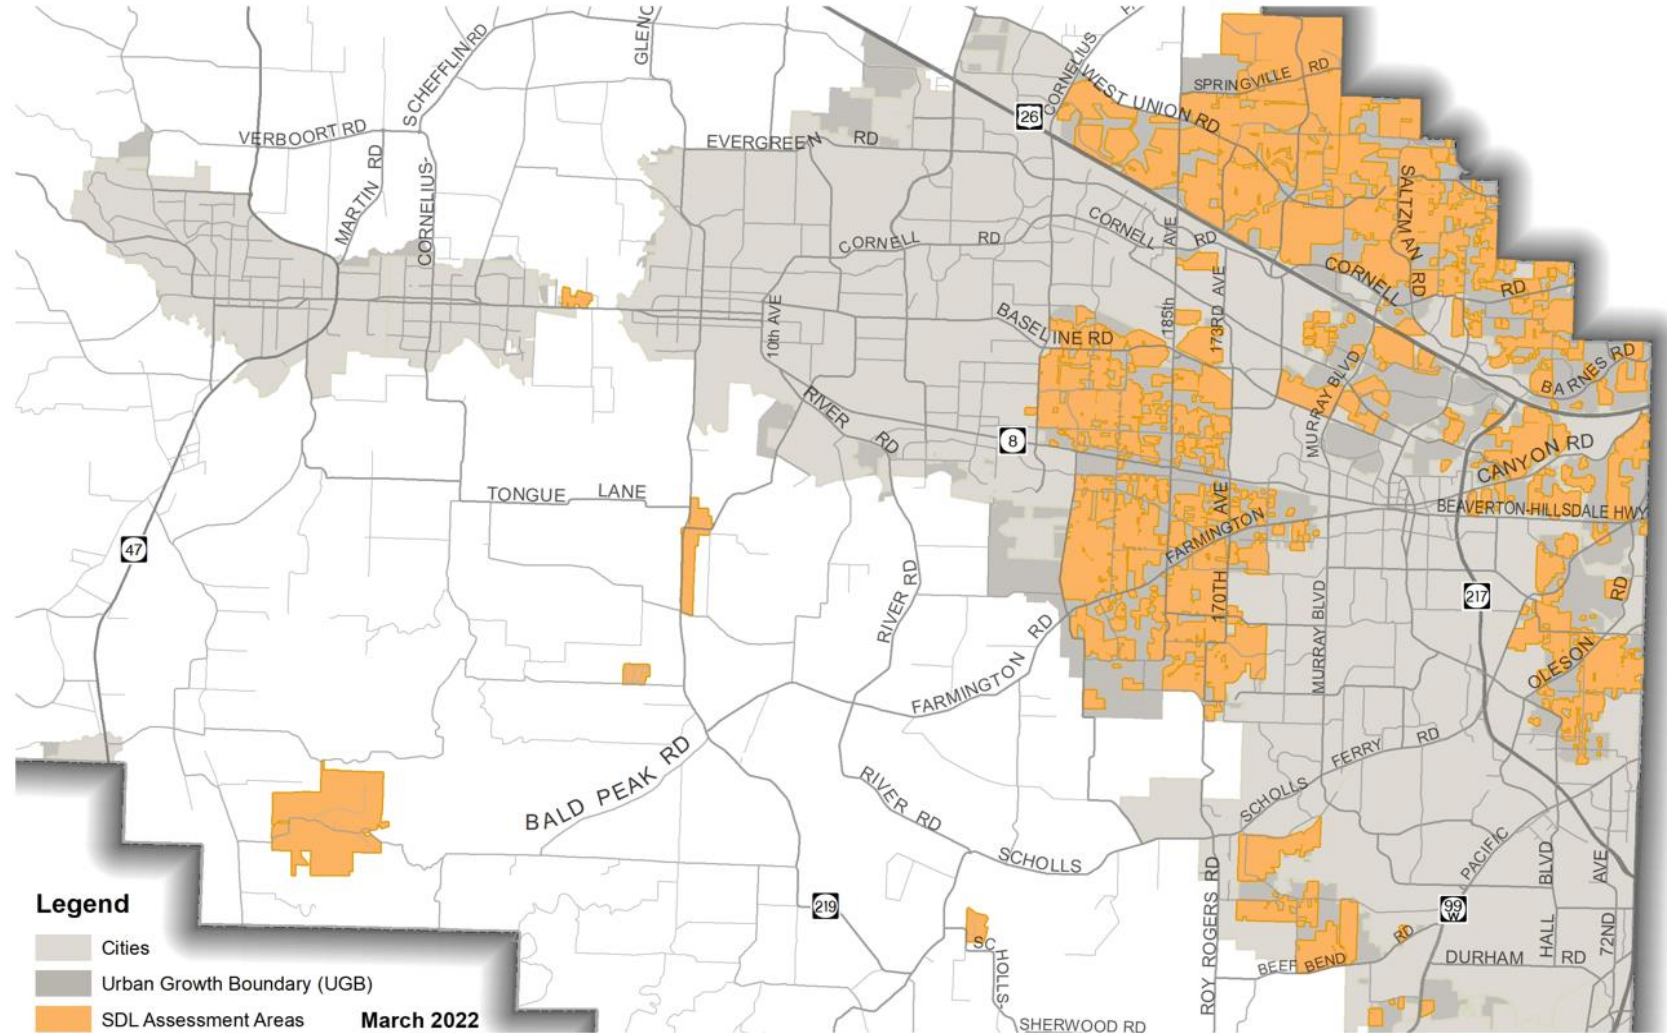 GLENC
CORNELIUS
P
SCHEFFLIN RD
WEST UNION RD
SPRINGVILLE RD
26
VERBOORT RD
EVERGREEN RD
MARTIN RD
CORNELIUS-
SALTZMAN RD
CORNELL RD
CORNELL RD
185th AVE
173RD AVE
CORNELL RD
10th AVE
BASELINE RD
MURRAY BLVD
BARNES RD
RIVER RD
8
CANYON RD
TONGUE LANE
BEAVERTON-HILLSDALE HWY
FARMINGTON
170TH AVE
47
RIVER RD
217
RD
MURRAY BLVD
FARMINGTON RD
OLESON
BALD PEAK RD
SCHOLLS FERRY RD
RIVER RD
SCHOLLS
ROY ROGERS RD
PACIFIC
HALL BLVD
72ND AVE
219
99
W
SC
HOLLS-
BEEF BEND RD
DURHAM RD
SHERWOOD RD
Legend
Cities
Urban Growth Boundary (UGB)
SDL Assessment Areas
March 2022